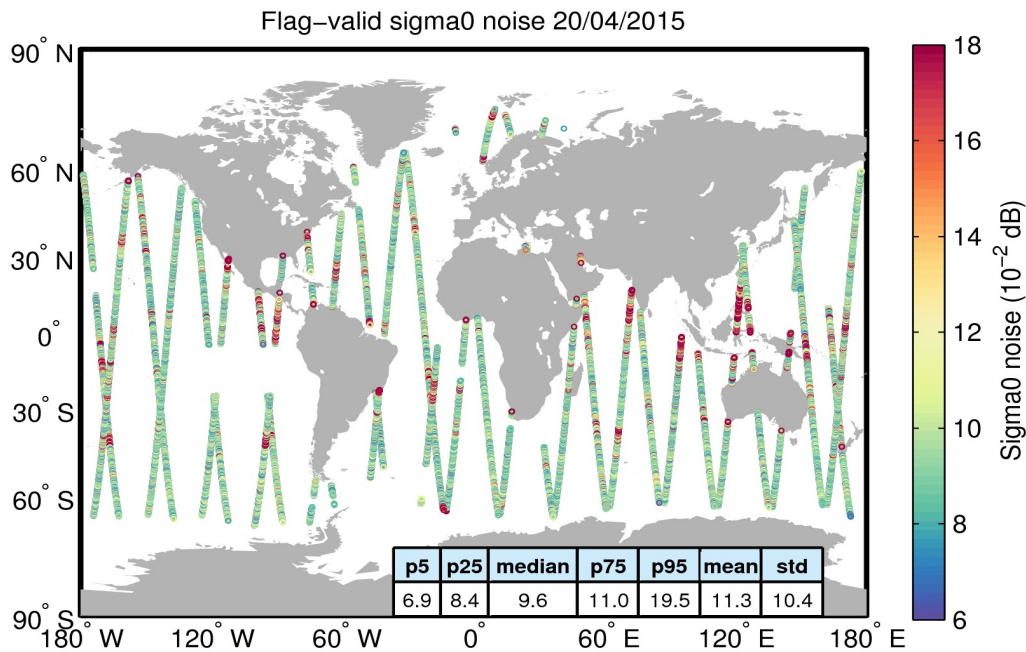 Flag−valid sigma0 noise 20/04/2015
90° N
60° N
30° N
0°
30° S
60° S
90° S
180° W 120° W 60° W 0° 60° E 120° E 180° E
p5 p25 median p75 p95 mean std
6.9 8.4 9.6 11.0 19.5 11.3 10.4
18
16
14
12
10
8
6
Sigma0 noise (10−2 dB)